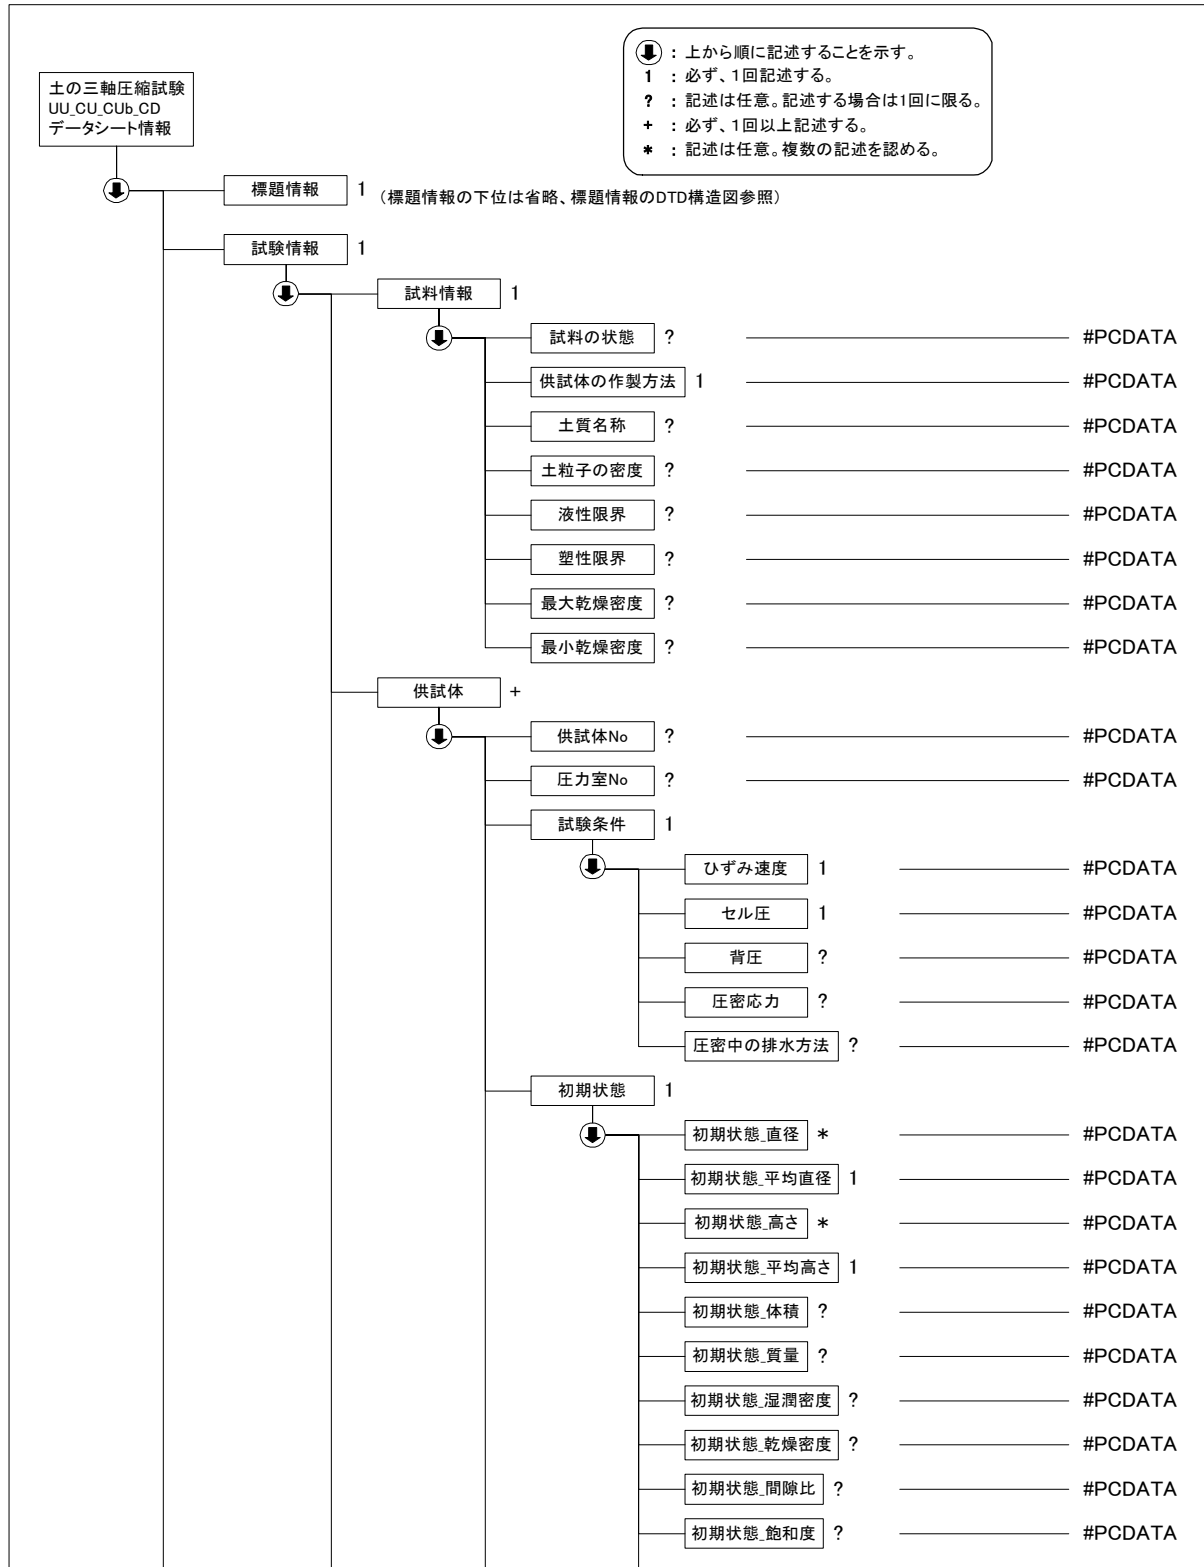 ：上から順に記述することを示す。
1 ：必ず、1回記述する。
? ：記述は任意。記述する場合は1回に限る。
+ ：必ず、1回以上記述する。
* ：記述は任意。複数の記述を認める。
土の三軸圧縮試験
UU_CU_CUb_CD
データシート情報
標題情報 1 （標題情報の下位は省略、標題情報のDTD構造図参照）
試験情報 1
試料情報 1
試料の状態 ? #PCDATA
供試体の作製方法 1 #PCDATA
土質名称 ? #PCDATA
土粒子の密度 ? #PCDATA
液性限界 ? #PCDATA
塑性限界 ? #PCDATA
最大乾燥密度 ? #PCDATA
最小乾燥密度 ? #PCDATA
供試体 +
供試体No ? #PCDATA
圧力室No ? #PCDATA
試験条件 1
ひずみ速度 1 #PCDATA
セル圧 1 #PCDATA
背圧 ? #PCDATA
圧密応力 ? #PCDATA
圧密中の排水方法 ? #PCDATA
初期状態 1
初期状態_直径 * #PCDATA
初期状態_平均直径 1 #PCDATA
初期状態_高さ * #PCDATA
初期状態_平均高さ 1 #PCDATA
初期状態_体積 ? #PCDATA
初期状態_質量 ? #PCDATA
初期状態_湿潤密度 ? #PCDATA
初期状態_乾燥密度 ? #PCDATA
初期状態_間隙比 ? #PCDATA
初期状態_飽和度 ? #PCDATA